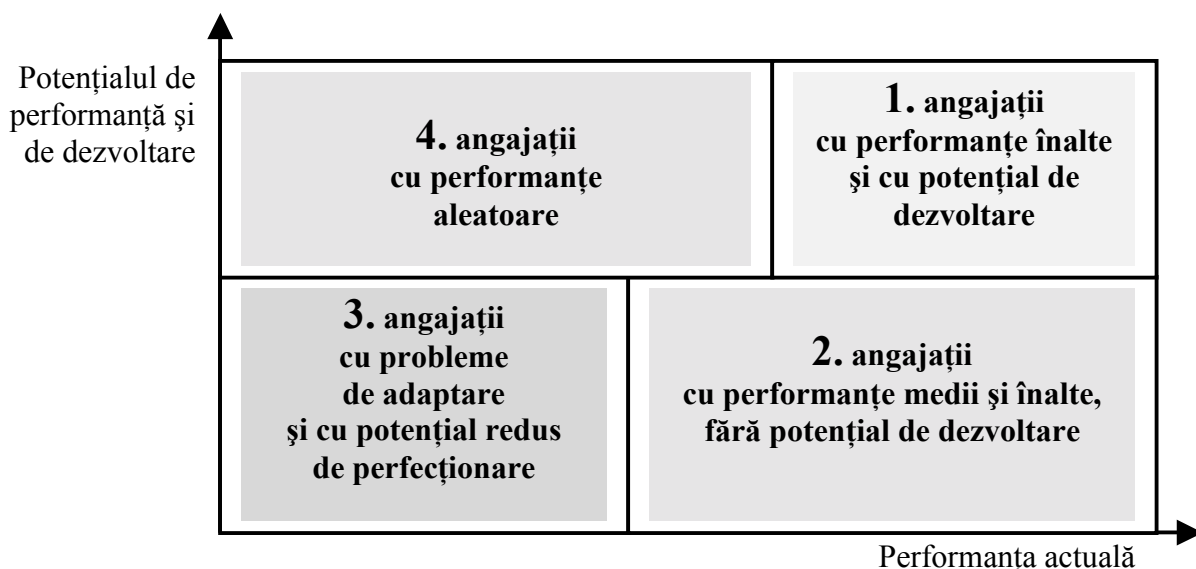 Potențialul de
performanță şi
de dezvoltare
4. angajații
cu performanțe
aleatoare
1. angajații
cu performanțe înalte
şi cu potențial de
dezvoltare
3. angajații
cu probleme
de adaptare
şi cu potențial redus
de perfecționare
2. angajații
cu performanțe medii şi înalte,
fără potențial de dezvoltare
Performanța actuală